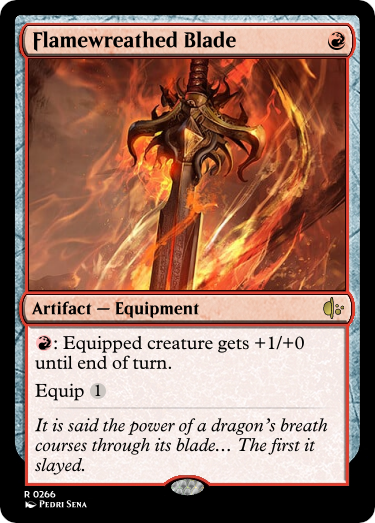 Flamewreathed Blade
Artifact — Equipment
: Equipped creature gets +1/+0
until end of turn.
Equip 1
It is said the power of a dragon's breath
courses through its blade… The first it
slayed.
R 0266
Pedri Sena